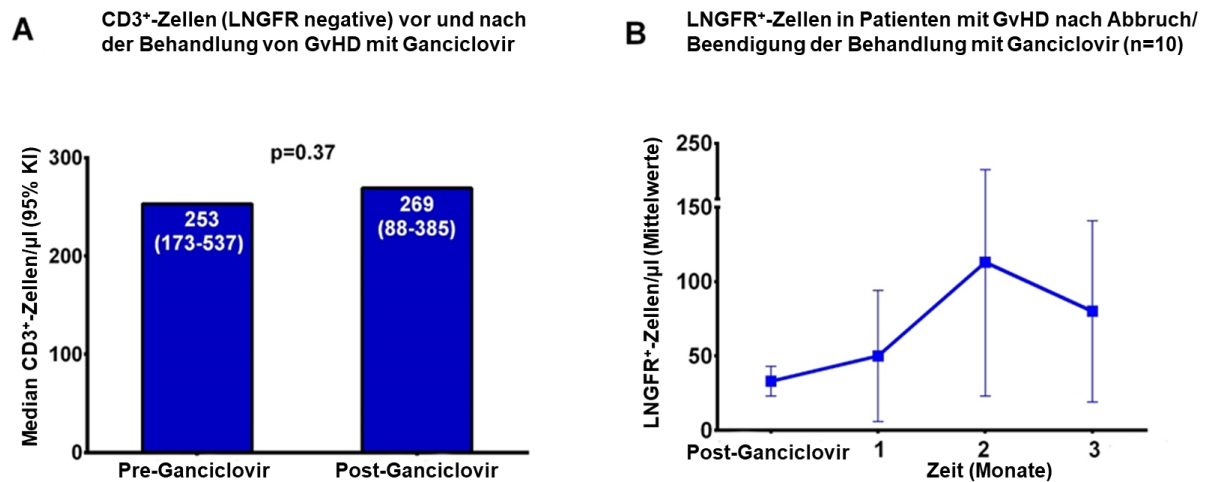 A
CD3⁺-Zellen (LNGFR negative) vor und nach
der Behandlung von GvHD mit Ganciclovir
p=0.37
Median CD3⁺-Zellen/µl (95% KI)
300
200
100
0
253
(173-537)
269
(88-385)
Pre-Ganciclovir
Post-Ganciclovir
B
LNGFR⁺-Zellen in Patienten mit GvHD nach Abbruch/
Beendigung der Behandlung mit Ganciclovir (n=10)
LNGFR⁺-Zellen/µl (Mittelwerte)
250
150
100
50
0
Post-Ganciclovir
1
2
3
Zeit (Monate)